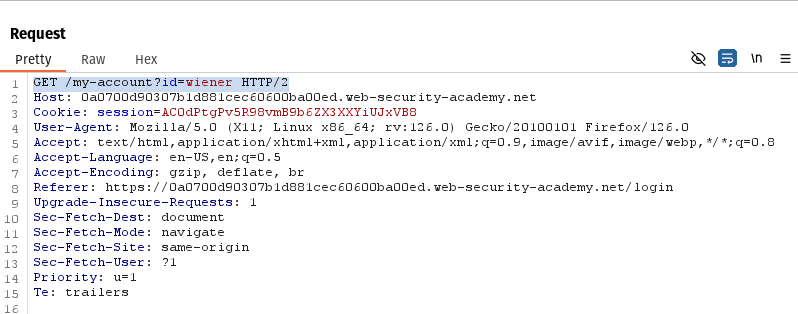 Request
Pretty Raw Hex \n
1 GET /my-account?id=wiener HTTP/2
2 Host: 0a0700d90307b1d881cec60600ba00ed.web-security-academy.net
3 Cookie: session=AC0dPtgPv5R98vmB9b6ZX3XXYiUJxVB8
4 User-Agent: Mozilla/5.0 (X11; Linux x86_64; rv:126.0) Gecko/20100101 Firefox/126.0
5 Accept: text/html,application/xhtml+xml,application/xml;q=0.9,image/avif,image/webp,*/*;q=0.8
6 Accept-Language: en-US,en;q=0.5
7 Accept-Encoding: gzip, deflate, br
8 Referer: https://0a0700d90307b1d881cec60600ba00ed.web-security-academy.net/login
9 Upgrade-Insecure-Requests: 1
10 Sec-Fetch-Dest: document
11 Sec-Fetch-Mode: navigate
12 Sec-Fetch-Site: same-origin
13 Sec-Fetch-User: ?1
14 Priority: u=1
15 Te: trailers
16